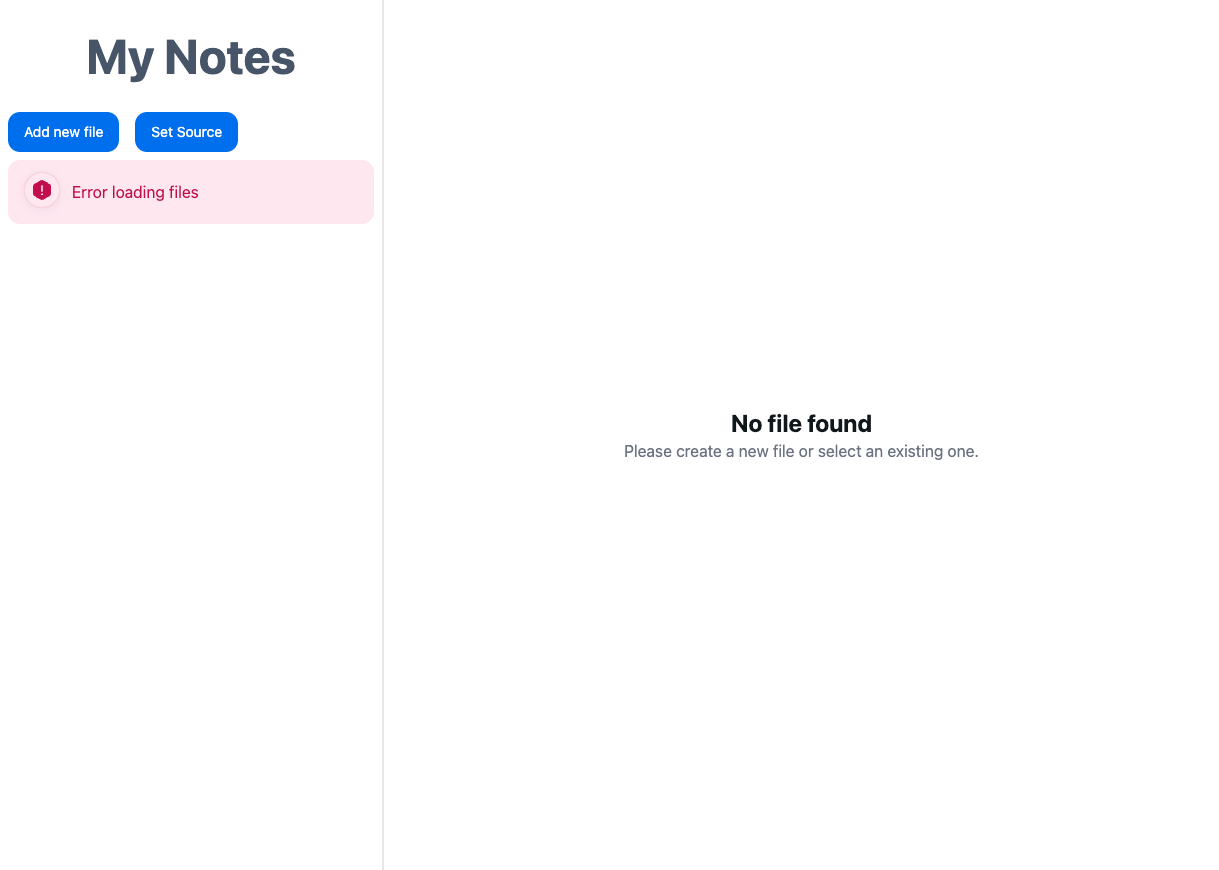 My Notes
Add new file
Set Source
Error loading files
No file found
Please create a new file or select an existing one.